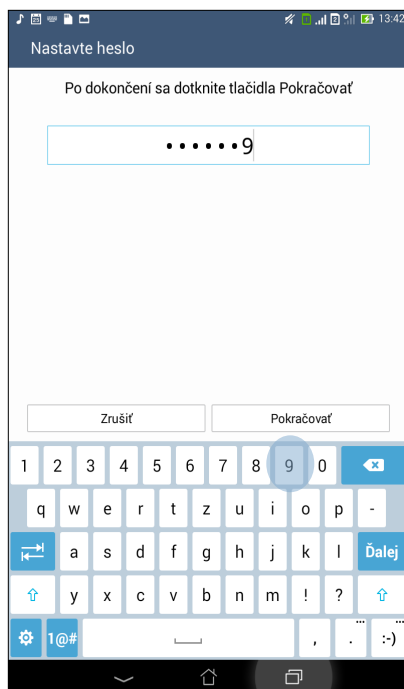 13:42
Nastavte heslo
Po dokončení sa dotknite tlačidla Pokračovať
••••••9
Zrušiť Pokračovať
1 2 3 4 5 6 7 8 9 0
q w e r t z u i o p -
a s d f g h j k l Ďalej
y x c v b n m ! ?
1@# , . :-)